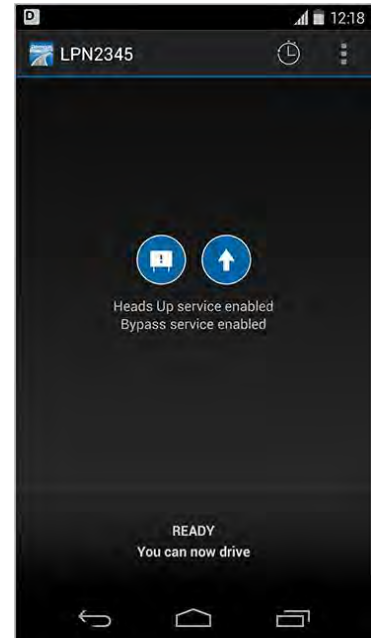 D
12:18
LPN2345
Heads Up service enabled
Bypass service enabled
READY
You can now drive